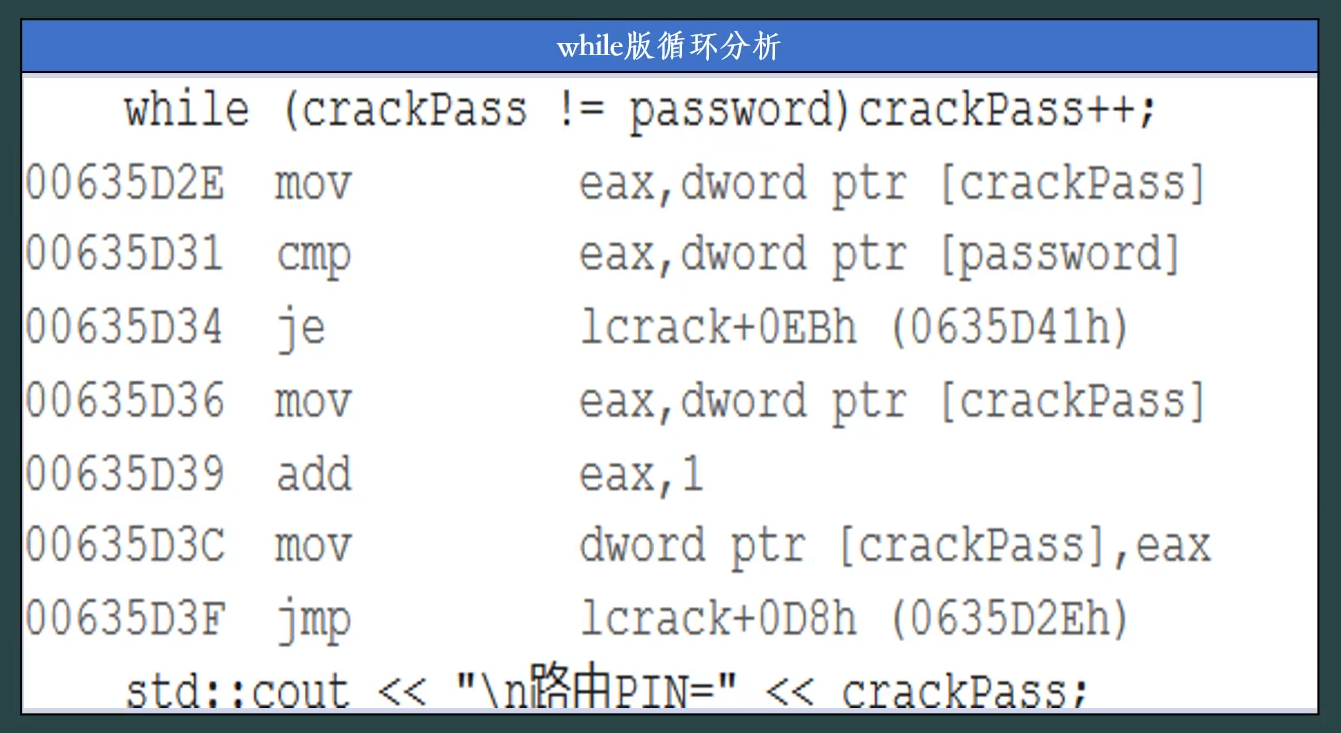 while版循环分析
while (crackPass != password)crackPass++;
00635D2E mov eax,dword ptr [crackPass]
00635D31 cmp eax,dword ptr [password]
00635D34 je lcrack+0EBh (0635D41h)
00635D36 mov eax,dword ptr [crackPass]
00635D39 add eax,1
00635D3C mov dword ptr [crackPass],eax
00635D3F jmp lcrack+0D8h (0635D2Eh)
std::cout << "\n路由PIN=" << crackPass;